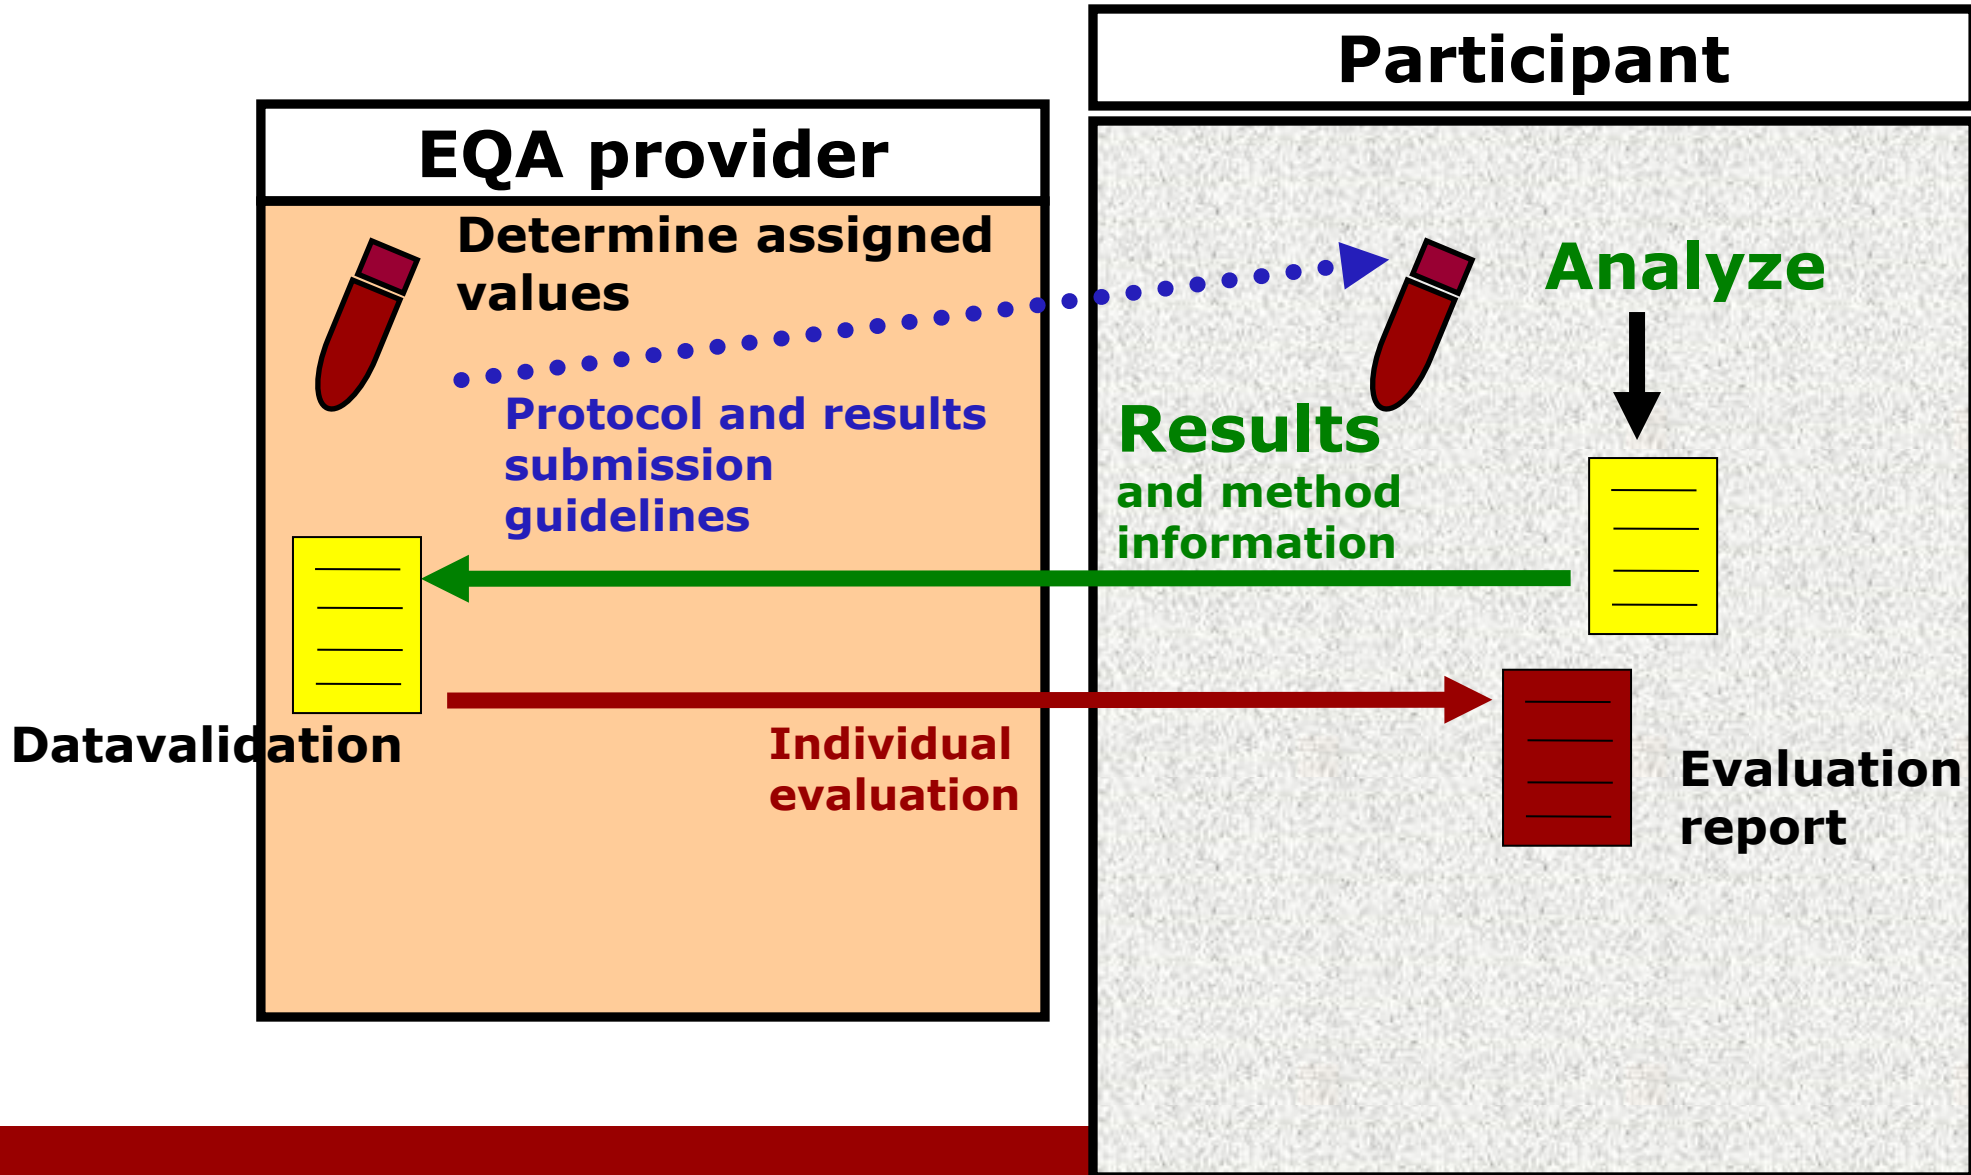 Participant
EQA provider
Determine assigned
values
Analyze
Protocol and results
submission
guidelines
Results
and method
information
Datavalidation
Individual
evaluation
Evaluation
report